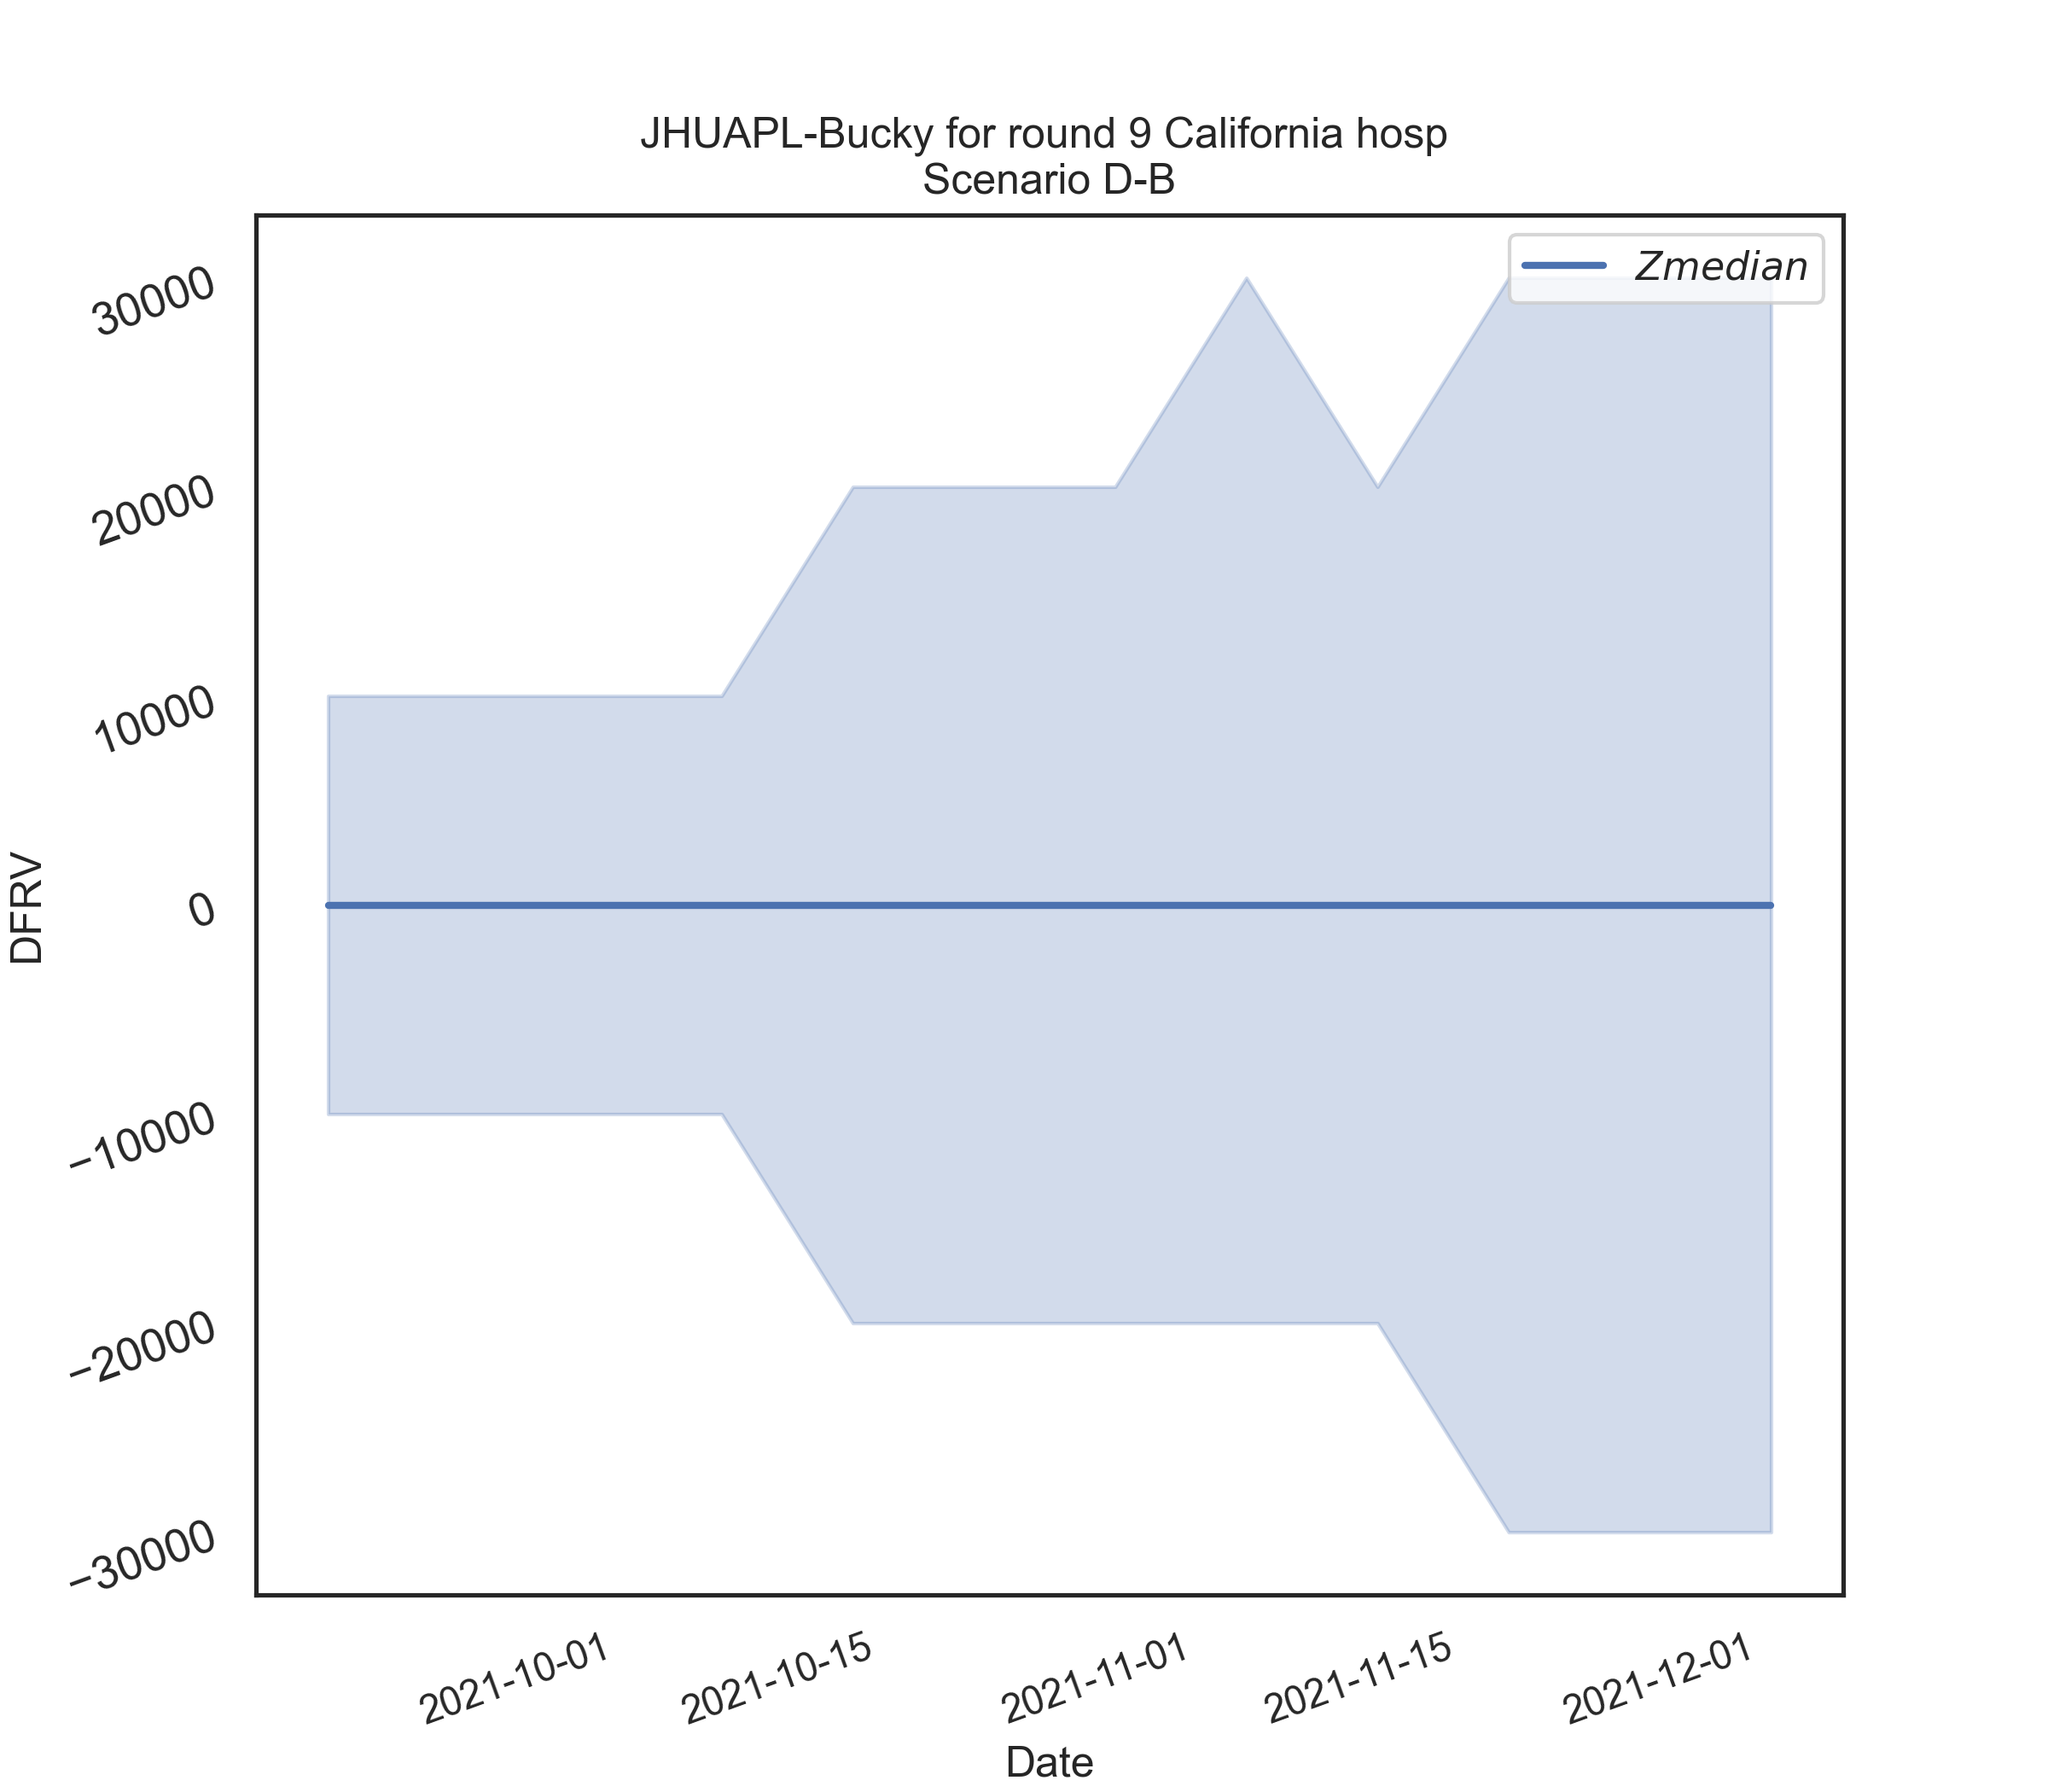 JHUAPL-Bucky for round 9 California hosp
Scenario D-B
Zmedian
30000
20000
10000
0
−10000
−20000
−30000
DFRV
2021-10-01
2021-10-15
2021-11-01
2021-11-15
2021-12-01
Date